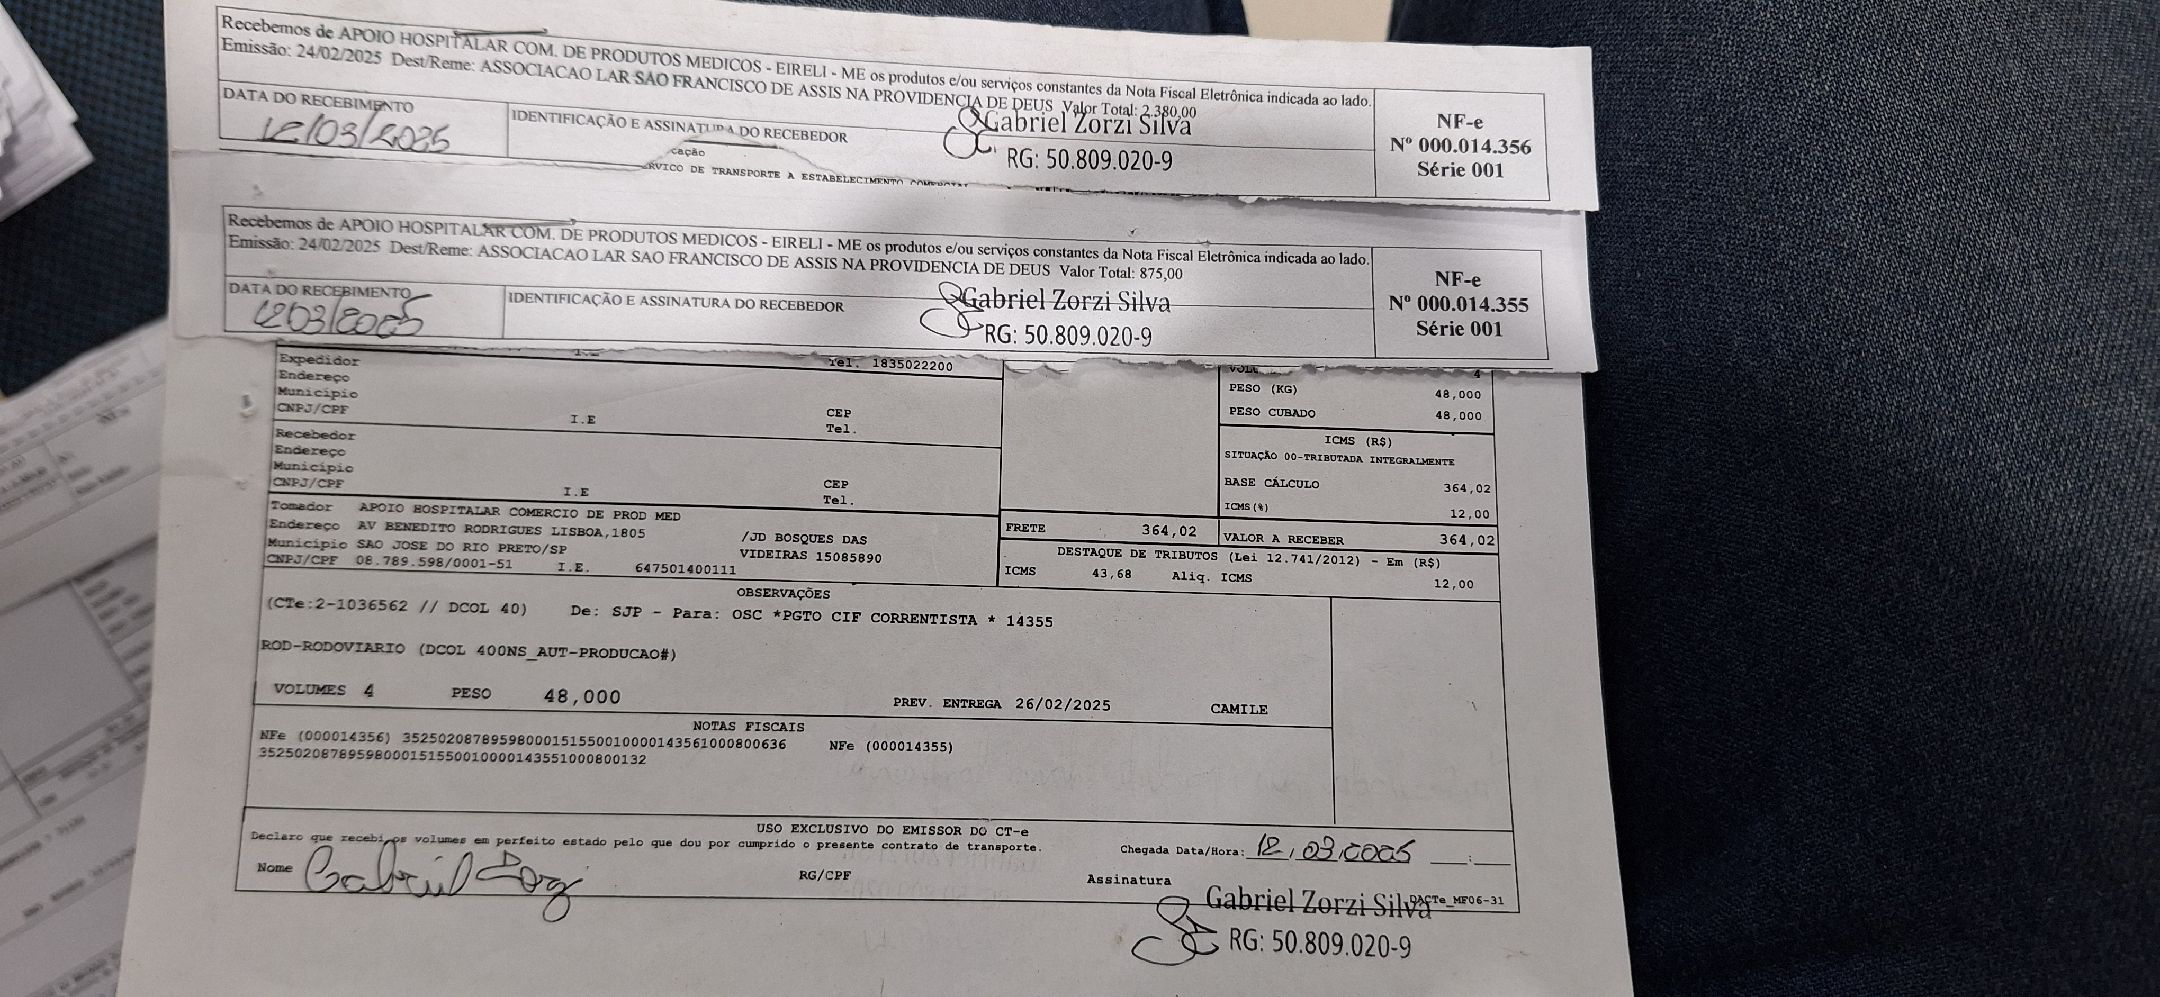 Recebemos de APOIO HOSPITALAR COM. DE PRODUTOS MEDICOS - EIRELI - ME os produtos e/ou serviços constantes da Nota Fiscal Eletrônica indicada ao lado.
Emissão: 24/02/2025 Dest/Reme: ASSOCIACAO LAR SAO FRANCISCO DE ASSIS NA PROVIDENCIA DE DEUS Valor Total: 2.380,00
DATA DO RECEBIMENTO
12/03/2025
IDENTIFICAÇÃO E ASSINATURA DO RECEBEDOR
Gabriel Zorzi Silva
RG: 50.809.020-9
NF-e
Nº 000.014.356
Série 001
cação
RVICO DE TRANSPORTE A ESTABELECIMENTO COMERCIAL
Recebemos de APOIO HOSPITALAR COM. DE PRODUTOS MEDICOS - EIRELI - ME os produtos e/ou serviços constantes da Nota Fiscal Eletrônica indicada ao lado.
Emissão: 24/02/2025 Dest/Reme: ASSOCIACAO LAR SAO FRANCISCO DE ASSIS NA PROVIDENCIA DE DEUS Valor Total: 875,00
DATA DO RECEBIMENTO
12/03/2025
IDENTIFICAÇÃO E ASSINATURA DO RECEBEDOR
Gabriel Zorzi Silva
RG: 50.809.020-9
NF-e
Nº 000.014.355
Série 001
Tel. 1835022200
Expedidor
Endereço
Município
CNPJ/CPF I.E CEP
Tel.
Recebedor
Endereço
Município
CNPJ/CPF I.E CEP
Tel.
VOLU 4
PESO (KG) 48,000
PESO CUBADO 48,000
ICMS (R$)
SITUAÇÃO 00-TRIBUTADA INTEGRALMENTE
BASE CÁLCULO 364,02
ICMS(%) 12,00
Tomador APOIO HOSPITALAR COMERCIO DE PROD MED
Endereço AV BENEDITO RODRIGUES LISBOA,1805 /JD BOSQUES DAS
Município SAO JOSE DO RIO PRETO/SP VIDEIRAS 15085890
CNPJ/CPF 08.789.598/0001-51 I.E. 647501400111
FRETE 364,02 VALOR A RECEBER 364,02
DESTAQUE DE TRIBUTOS (Lei 12.741/2012) - Em (R$)
ICMS 43,68 Aliq. ICMS 12,00
OBSERVAÇÕES
(CTe:2-1036562 // DCOL 40) De: SJP - Para: OSC *PGTO CIF CORRENTISTA * 14355
ROD-RODOVIARIO (DCOL 400NS_AUT-PRODUCAO#)
VOLUMES 4 PESO 48,000 PREV. ENTREGA 26/02/2025 CAMILE
NOTAS FISCAIS
NFe (000014356) 35250208789598000151550010000143561000800636 NFe (000014355)
35250208789598000151550010000143551000800132
USO EXCLUSIVO DO EMISSOR DO CT-e
Declaro que recebi os volumes em perfeito estado pelo que dou por cumprido o presente contrato de transporte.
Chegada Data/Hora: 12/03/2025 __:__
Nome Gabriel Zorzi
RG/CPF
Assinatura
DACTe_MF06-31
Gabriel Zorzi Silva
RG: 50.809.020-9